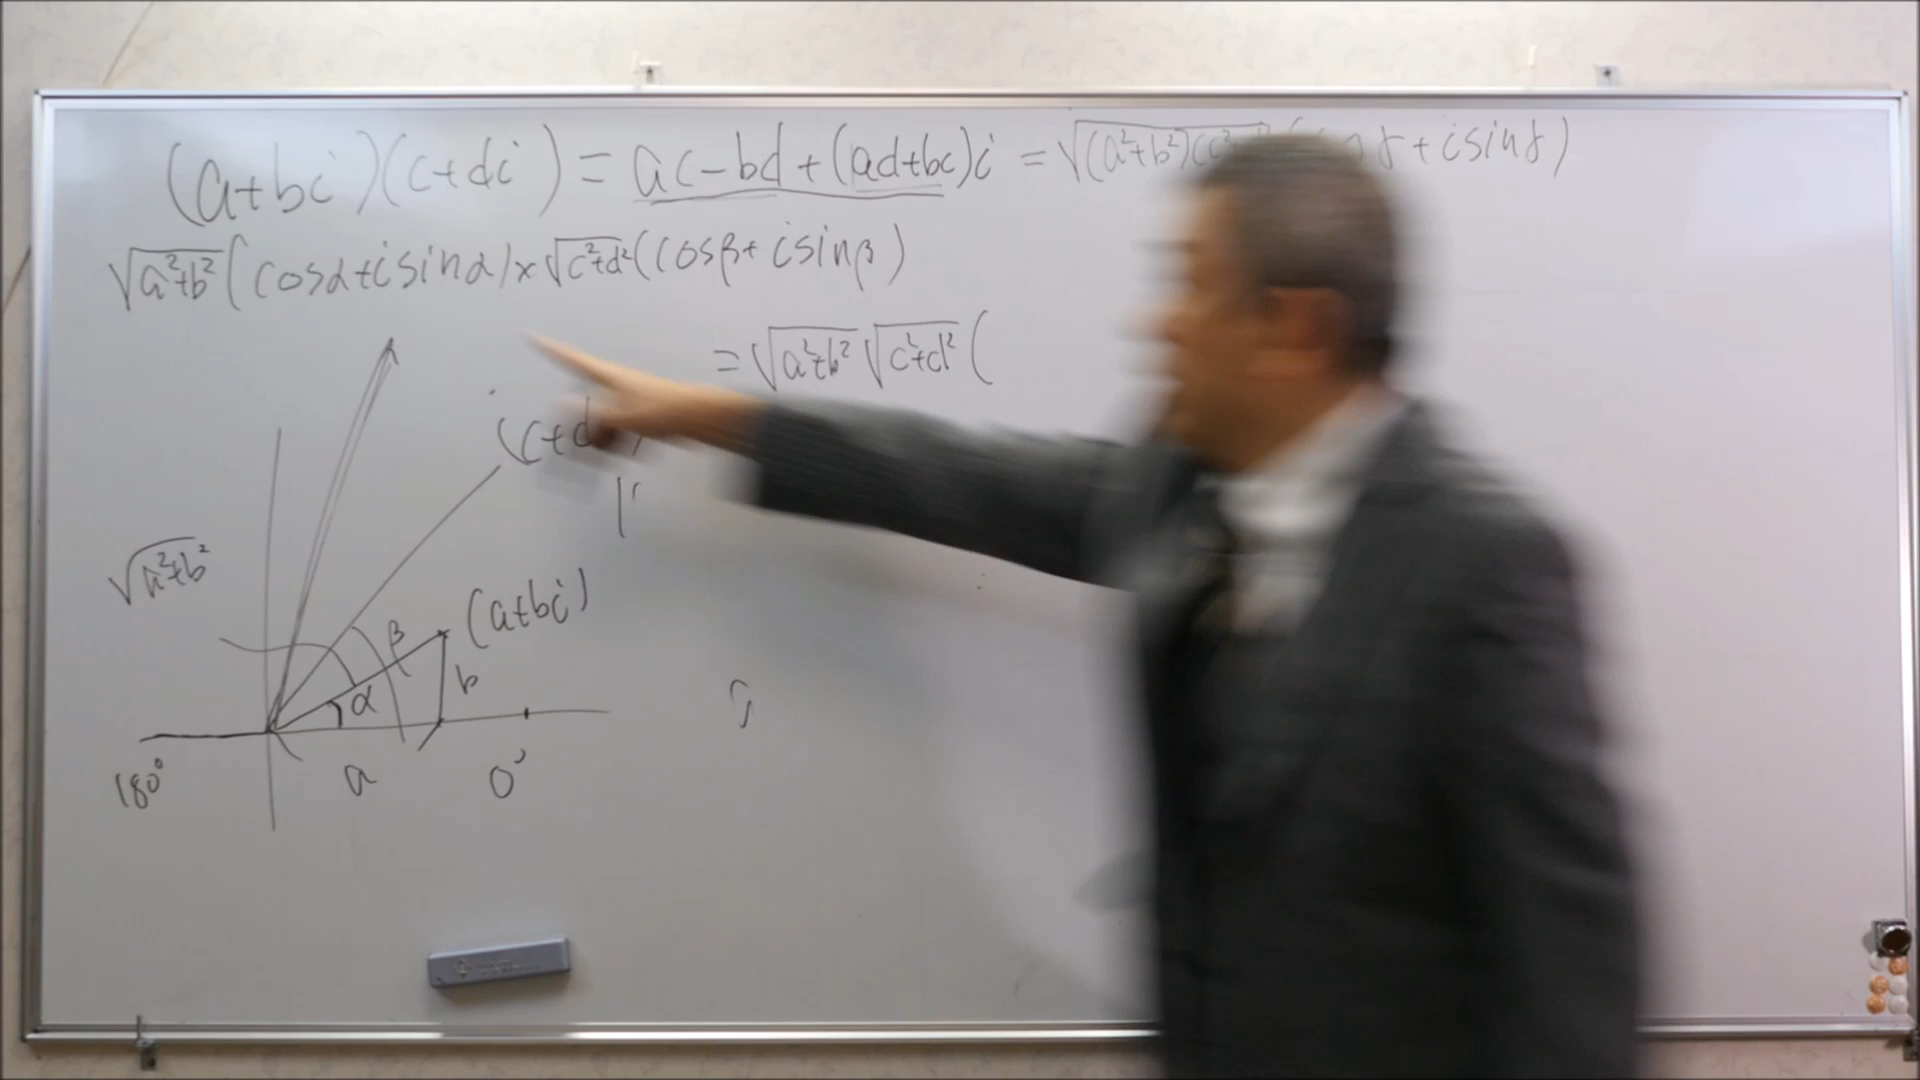 (a+bi)(c+di) = ac-bd+(ad+bc)i = √(a²+b²)(c² γ+isinγ)
√a²+b²(cosα+isinα)×√c²+d²(cosβ+isinβ)
= √a²+b² √c²+d² (
(c+d
√a²+b²
(a+bi)
β
α
b
180°
a
0°